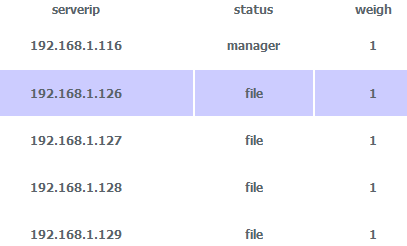 serverip status weigh
192.168.1.116 manager 1
192.168.1.126 file 1
192.168.1.127 file 1
192.168.1.128 file 1
192.168.1.129 file 1